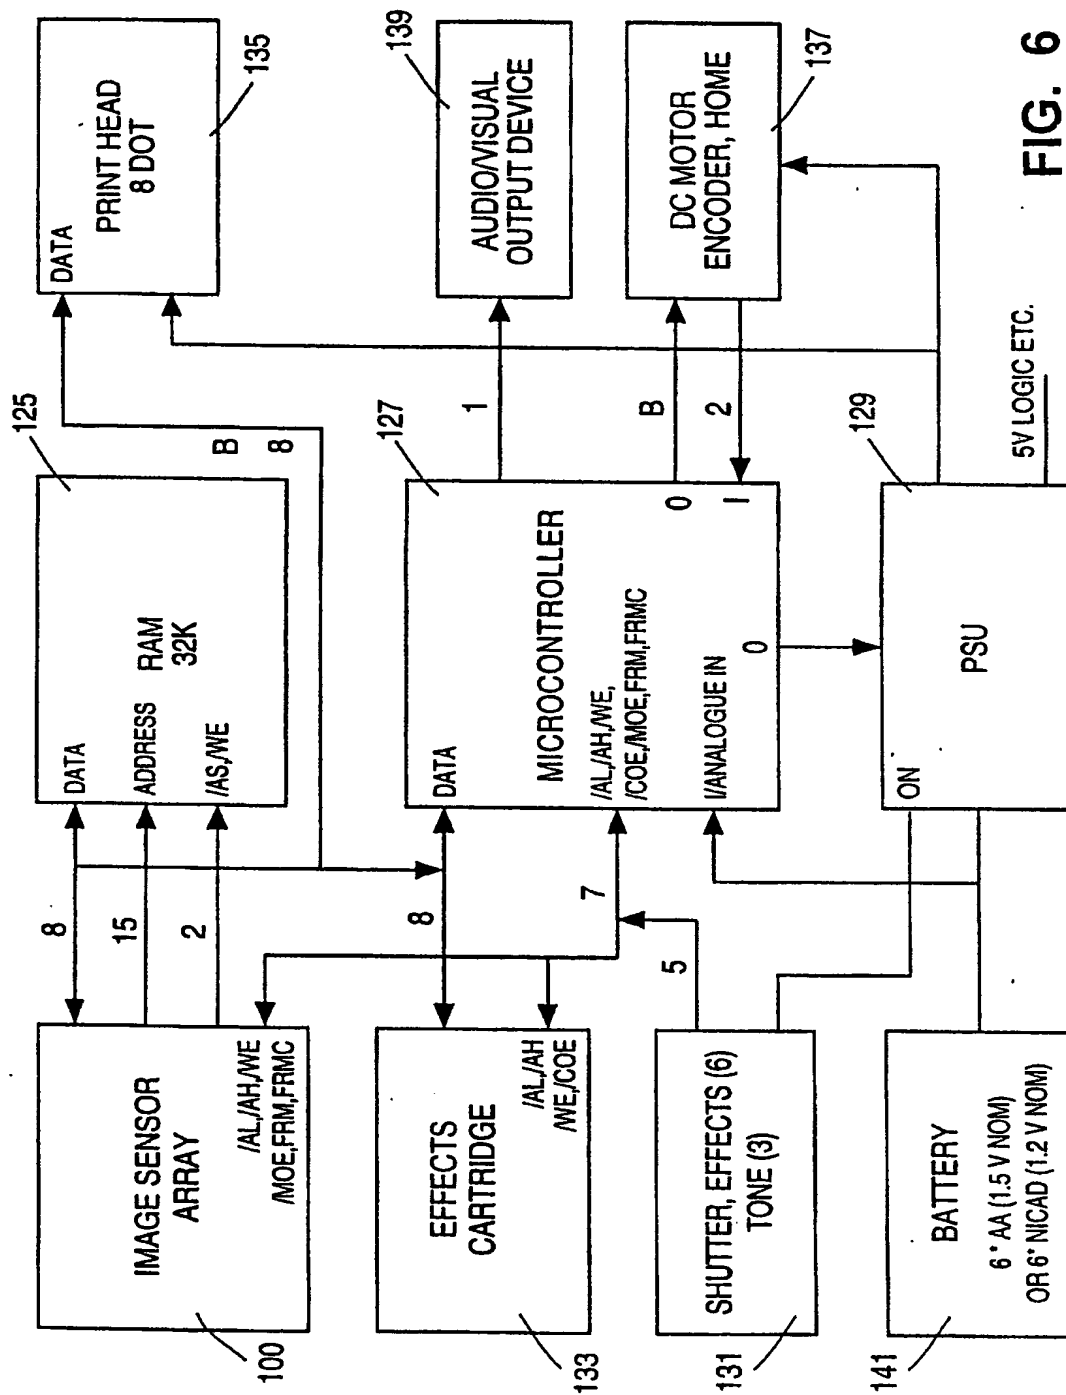 IMAGE SENSOR
ARRAY
/AL,/AH,/WE
/MOE,FRM,FRMC
100
8
15
2
125
DATA
ADDRESS
/AS,/WE
RAM
32K
B
8
PRINT HEAD
8 DOT
DATA
135
EFFECTS
CARTRIDGE
/AL,/AH
/WE,/COE
133
8
7
127
DATA
MICROCONTROLLER
/AL,/AH,/WE,
/COE,/MOE,FRM,FRMC
I/ANALOGUE IN
O
O
I
1
B
2
AUDIO/VISUAL
OUTPUT DEVICE
139
DC MOTOR
ENCODER, HOME
137
SHUTTER, EFFECTS (6)
TONE (3)
131
5
BATTERY
6* AA (1.5 V NOM)
OR 6* NICAD (1.2 V NOM)
141
ON
PSU
129
5V LOGIC ETC.
FIG. 6